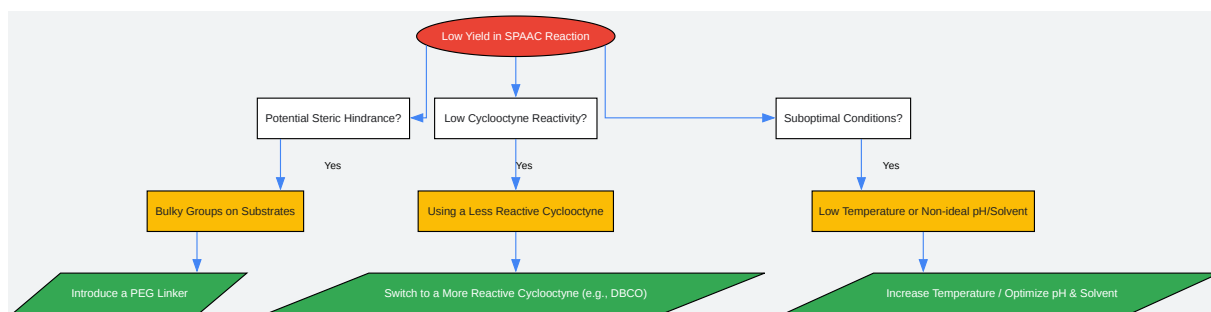 Low Yield in SPAAC Reaction
Potential Steric Hindrance?
Low Cyclooctyne Reactivity?
Suboptimal Conditions?
Yes
Yes
Yes
Bulky Groups on Substrates
Using a Less Reactive Cyclooctyne
Low Temperature or Non-ideal pH/Solvent
Introduce a PEG Linker
Switch to a More Reactive Cyclooctyne (e.g., DBCO)
Increase Temperature / Optimize pH & Solvent